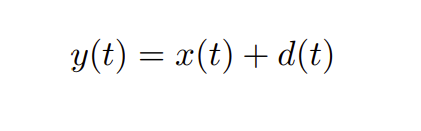 y(t) = x(t) + d(t)